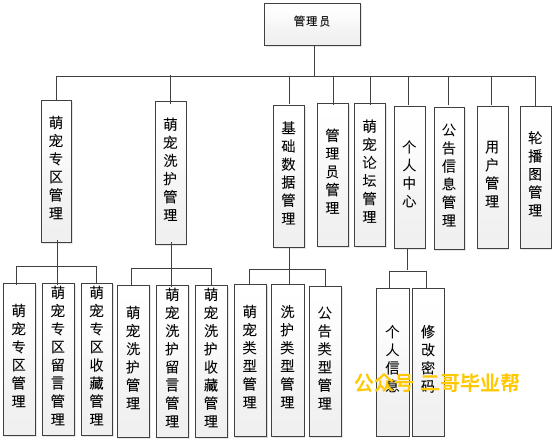 管理员
萌宠专区管理
萌宠洗护管理
基础数据管理
管理员管理
萌宠论坛管理
个人中心
公告信息管理
用户管理
轮播图管理
萌宠专区管理
萌宠专区留言管理
萌宠专区收藏管理
萌宠洗护管理
萌宠洗护留言管理
萌宠洗护收藏管理
萌宠类型管理
洗护类型管理
公告类型管理
个人信息
修改密码
公众号 二哥毕业帮